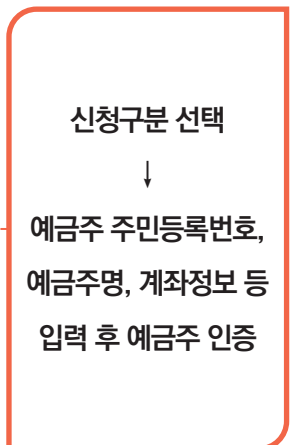 신청구분 선택
↓
예금주 주민등록번호,
예금주명, 계좌정보 등
입력 후 예금주 인증